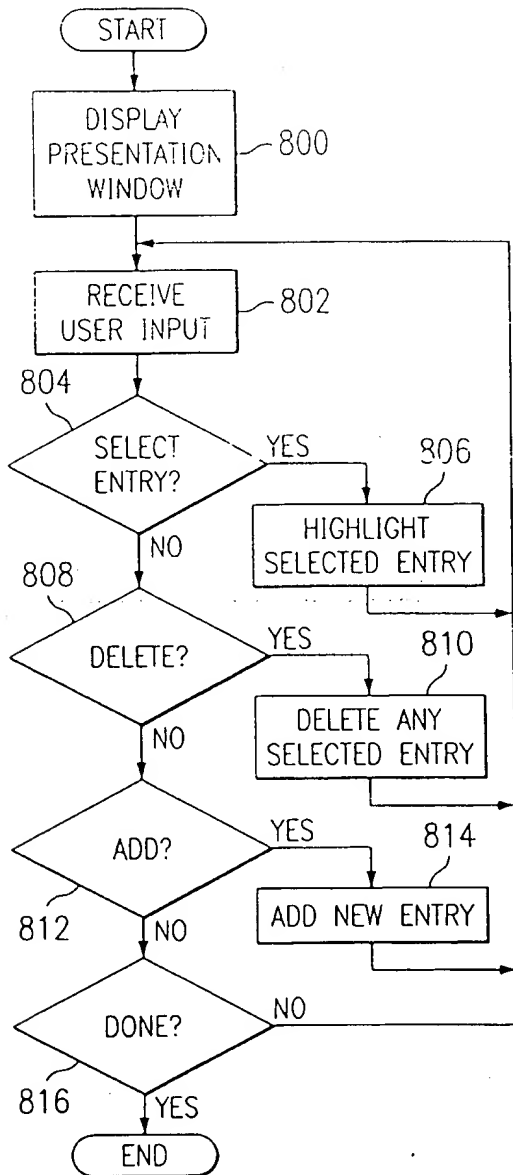 START
DISPLAY
PRESENTATION
WINDOW
800
RECEIVE
USER INPUT
802
804
SELECT
ENTRY?
YES
806
HIGHLIGHT
SELECTED ENTRY
NO
808
DELETE?
YES
810
DELETE ANY
SELECTED ENTRY
NO
ADD?
YES
814
812
ADD NEW ENTRY
NO
DONE?
NO
816
YES
END